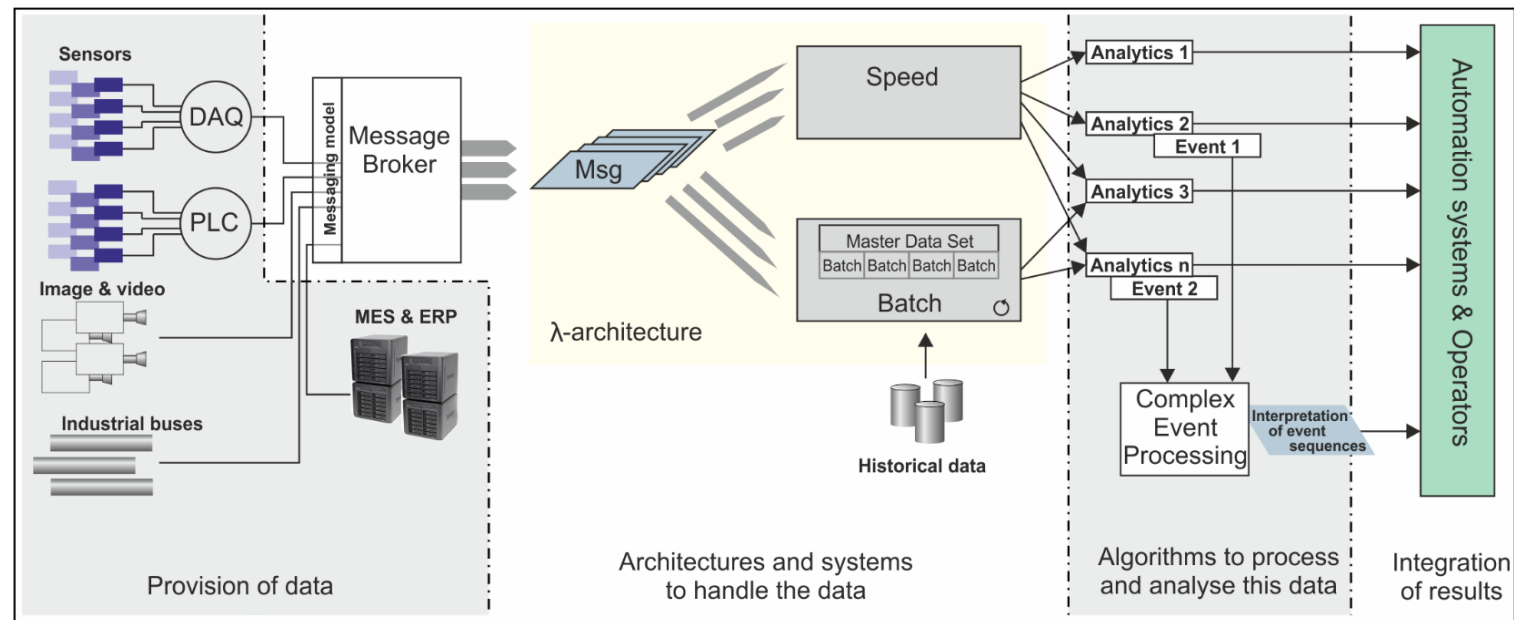 Sensors
DAQ
PLC
Image & video
Industrial buses
MES & ERP
Provision of data
Messaging model
Message
Broker
Msg
λ-architecture
Speed
Master Data Set
Batch Batch Batch Batch
Batch
Historical data
Architectures and systems
to handle the data
Analytics 1
Analytics 2
Event 1
Analytics 3
Analytics n
Event 2
Complex
Event
Processing
Interpretation
of event
sequences
Algorithms to process
and analyse this data
Automation systems & Operators
Integration
of results